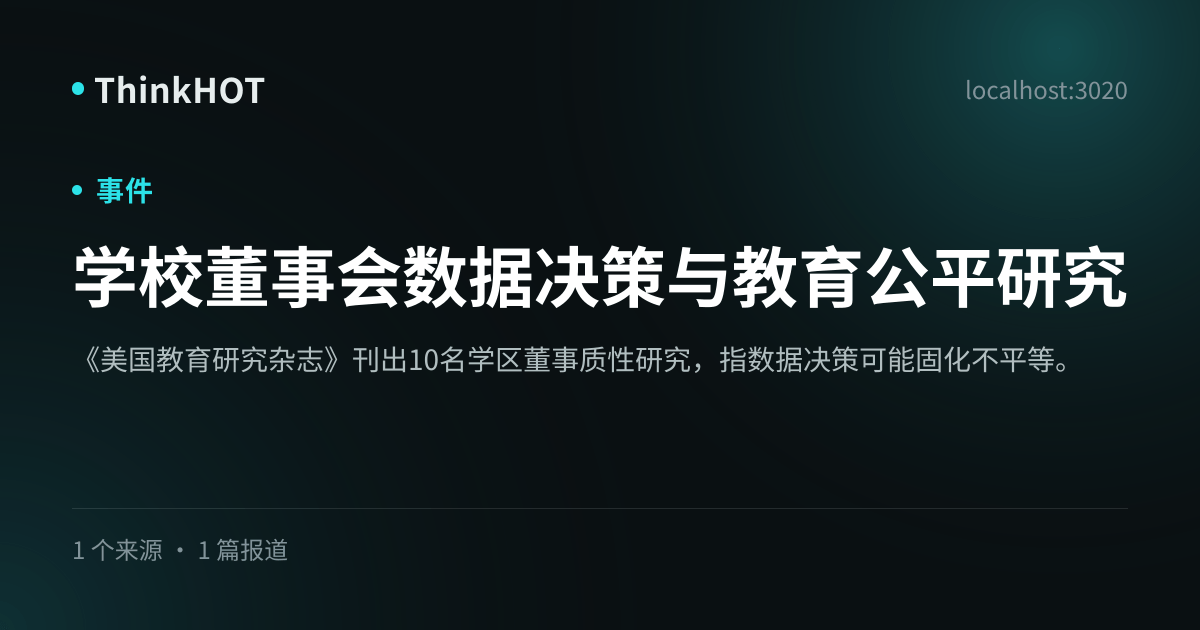 ThinkHOT
localhost:3020
事件
学校董事会数据决策与教育公平研究
《美国教育研究杂志》刊出10名学区董事质性研究，指数据决策可能固化不平等。
1 个来源 · 1 篇报道